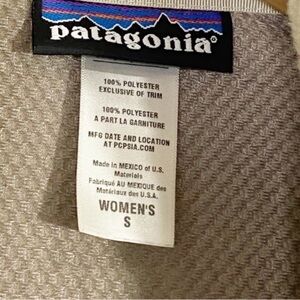 patagonia®
100% POLYESTER
EXCLUSIVE OF TRIM
100% POLYESTER
A PART LA GARNITURE
MFG DATE AND LOCATION
AT PCPSIA.COM
Made in MEXICO of U.S.
Materials
Fabriqué AU MEXIQUE des
Matériaux des U.S.A.
WOMEN'S
S